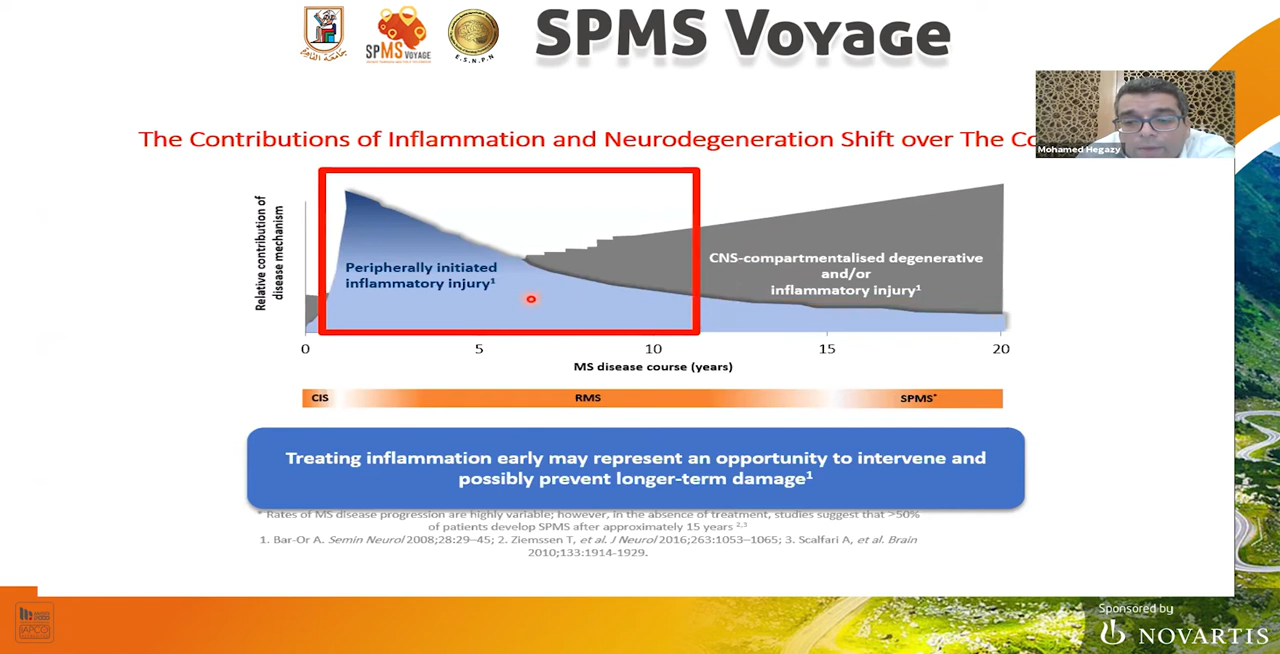 SPMS Voyage
جامعة القاهرة
SPMS VOYAGE
E.S.N.P.N
The Contributions of Inflammation and Neurodegeneration Shift over The Co
Mohamed Hegazy
Relative contribution of
disease mechanism
Peripherally initiated
inflammatory injury¹
CNS-compartmentalised degenerative
and/or
inflammatory injury¹
0 5 10 15 20
MS disease course (years)
CIS RMS SPMS*
Treating inflammation early may represent an opportunity to intervene and
possibly prevent longer-term damage¹
* Rates of MS disease progression are highly variable; however, in the absence of treatment, studies suggest that >50%
of patients develop SPMS after approximately 15 years ²,³
1. Bar-Or A. Semin Neurol 2008;28:29–45; 2. Ziemssen T, et al. J Neurol 2016;263:1053–1065; 3. Scalfari A, et al. Brain
2010;133:1914-1929.
IAPCO
Sponsored by
NOVARTIS